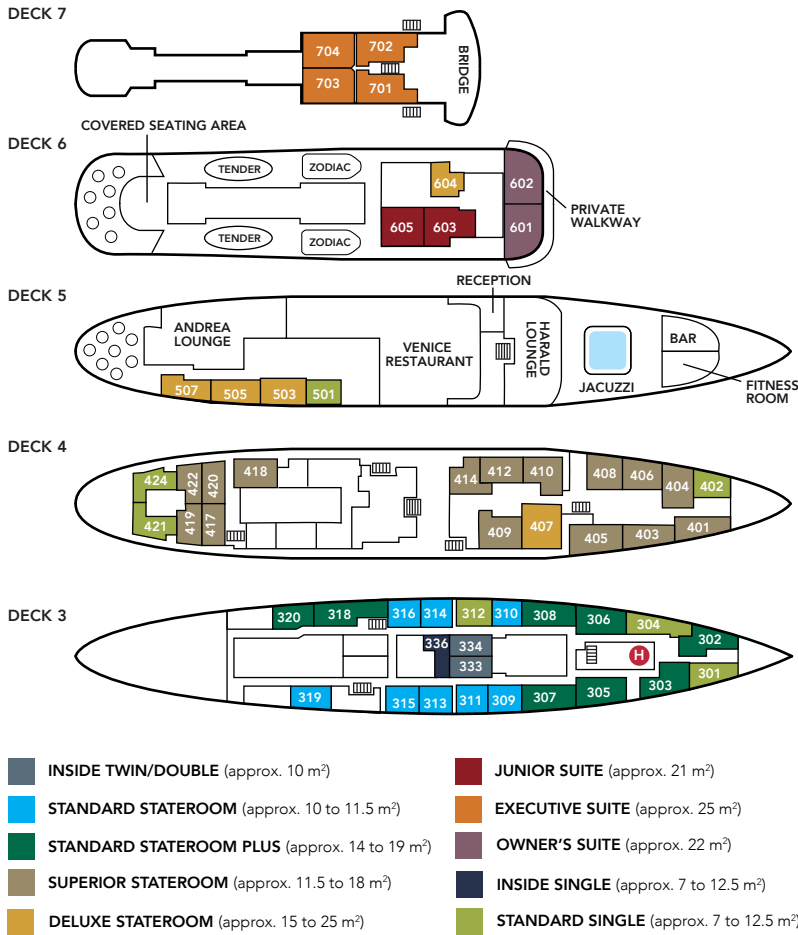 DECK 7
704
702
703
701
BRIDGE
COVERED SEATING AREA
DECK 6
TENDER
ZODIAC
604
602
605
603
601
TENDER
ZODIAC
PRIVATE
WALKWAY
RECEPTION
DECK 5
ANDREA
LOUNGE
VENICE
RESTAURANT
HARALD
LOUNGE
JACUZZI
BAR
FITNESS
ROOM
507
505
503
501
DECK 4
424
422
420
418
414
412
410
408
406
404
402
421
419
417
409
407
405
403
401
DECK 3
320
318
316
314
312
310
308
306
304
302
336
334
333
H
319
315
313
311
309
307
305
303
301
INSIDE TWIN/DOUBLE (approx. 10 m²)
STANDARD STATEROOM (approx. 10 to 11.5 m²)
STANDARD STATEROOM PLUS (approx. 14 to 19 m²)
SUPERIOR STATEROOM (approx. 11.5 to 18 m²)
DELUXE STATEROOM (approx. 15 to 25 m²)
JUNIOR SUITE (approx. 21 m²)
EXECUTIVE SUITE (approx. 25 m²)
OWNER'S SUITE (approx. 22 m²)
INSIDE SINGLE (approx. 7 to 12.5 m²)
STANDARD SINGLE (approx. 7 to 12.5 m²)